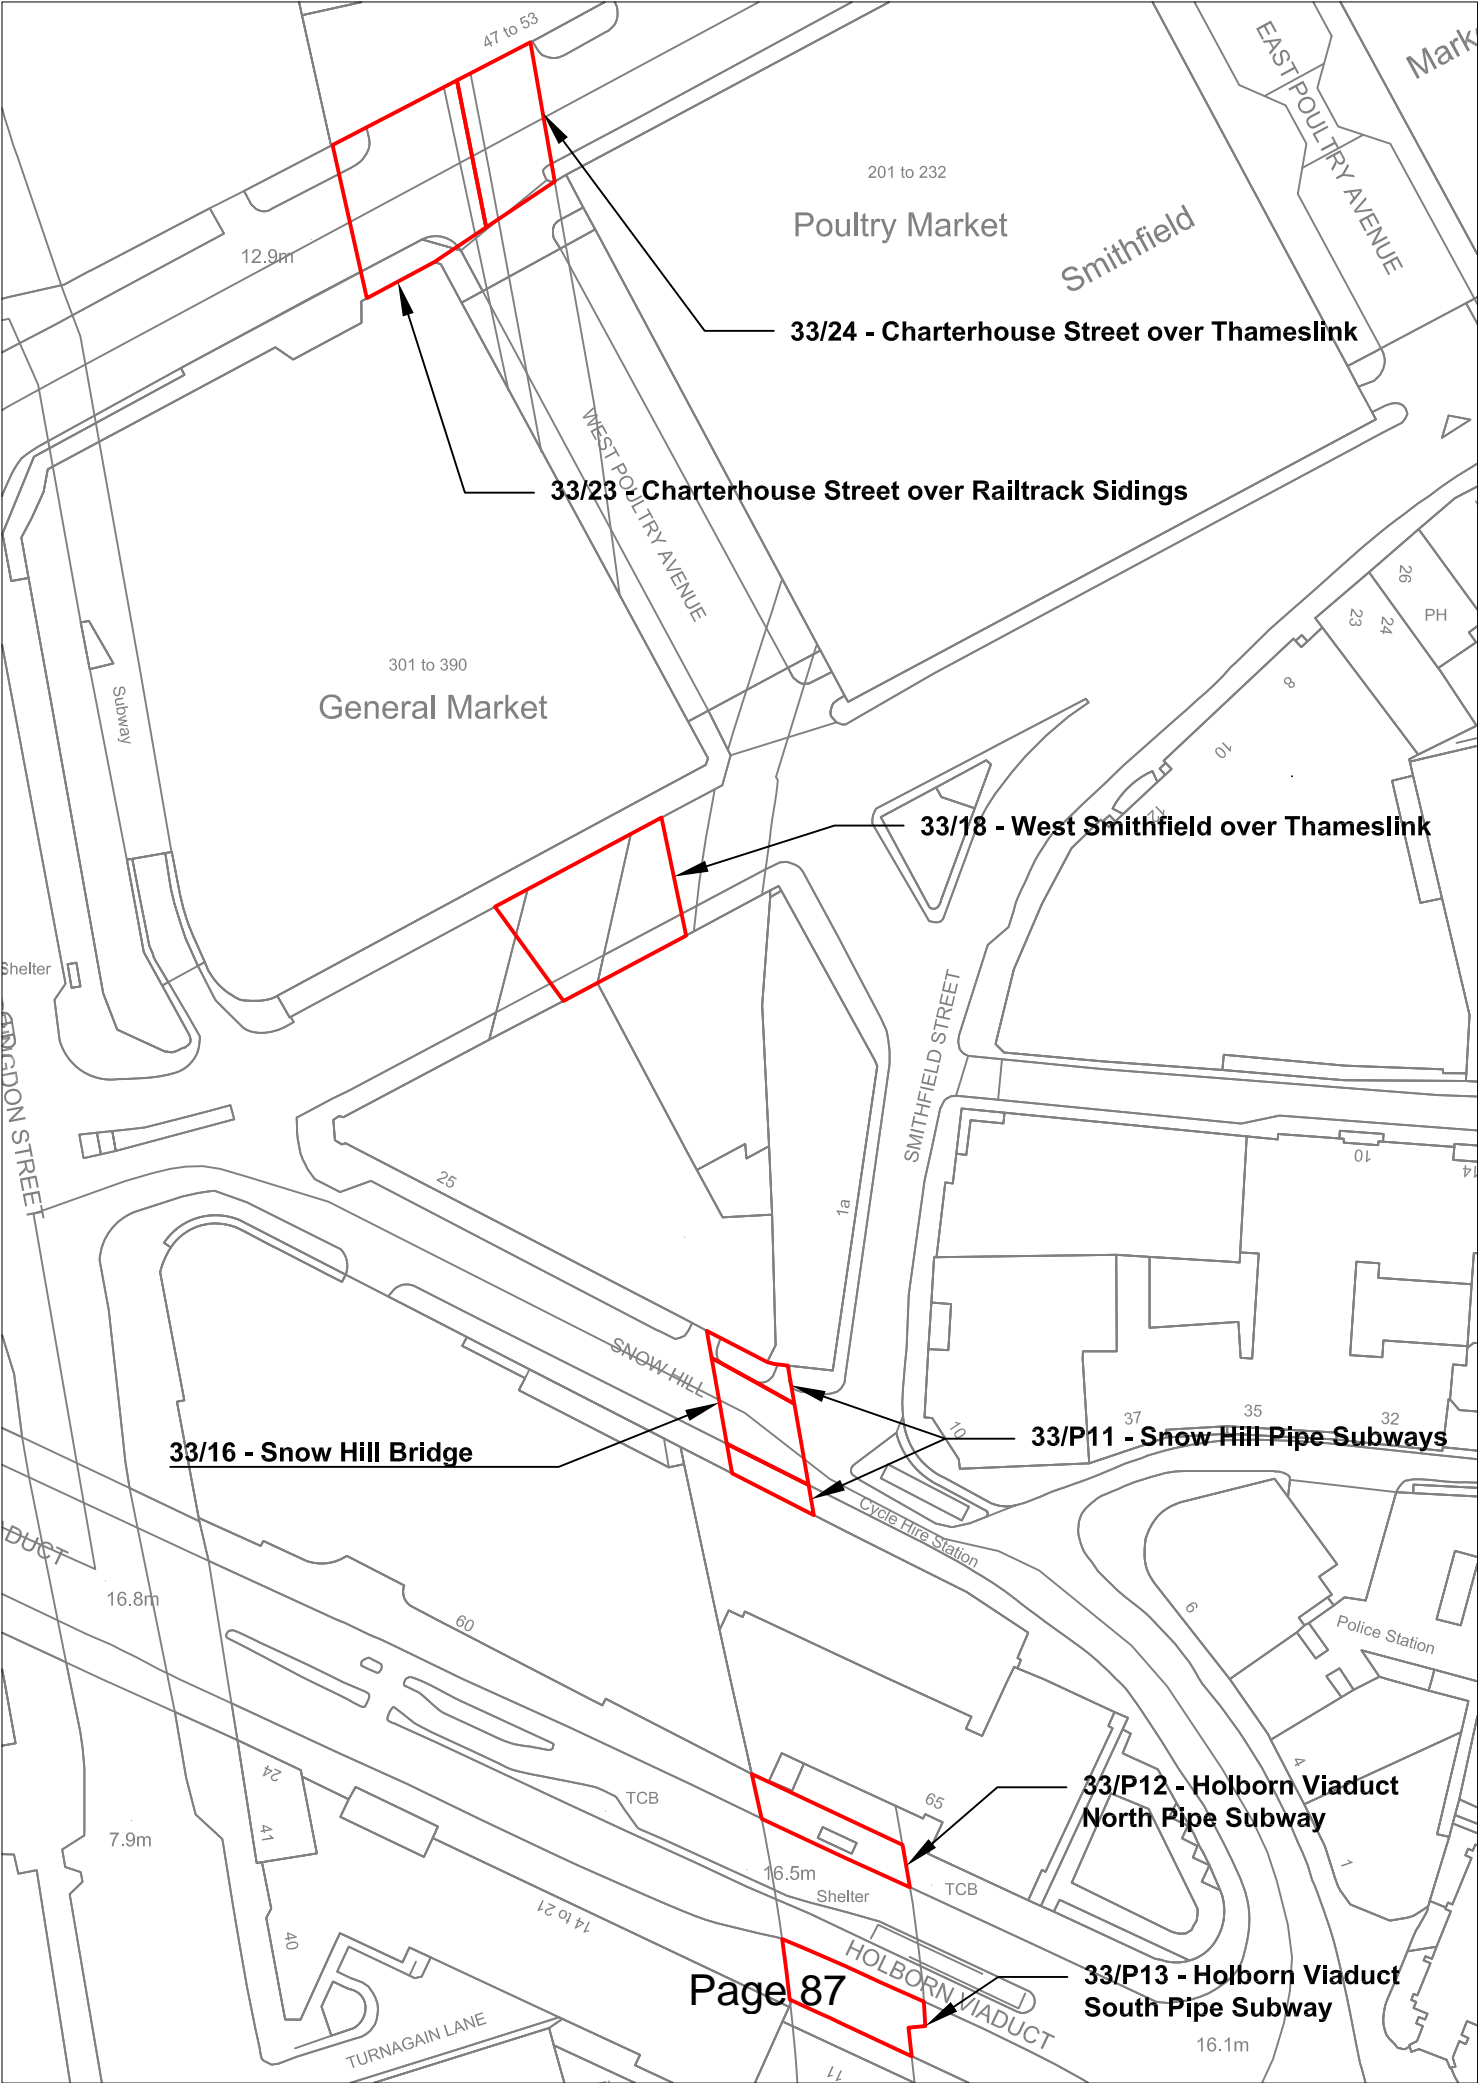 47 to 53
EAST POULTRY AVENUE
201 to 232
Poultry Market
Smithfield
12.9m
33/24 - Charterhouse Street over Thameslink
WEST POULTRY AVENUE
33/23 - Charterhouse Street over Railtrack Sidings
26
PH
24
23
8
10
12
301 to 390
General Market
Subway
33/18 - West Smithfield over Thameslink
Shelter
SMITHFIELD STREET
STREET
25
1a
10
14
SNOW HILL
37
35
32
10
33/16 - Snow Hill Bridge
33/P11 - Snow Hill Pipe Subways
Cycle Hire Station
16.8m
60
6
Police Station
24
41
TCB
65
4
33/P12 - Holborn Viaduct
North Pipe Subway
7.9m
16.5m
Shelter
TCB
1
14 to 21
40
HOLBORN VIADUCT
Page 87
33/P13 - Holborn Viaduct
South Pipe Subway
TURNAGAIN LANE
16.1m
11